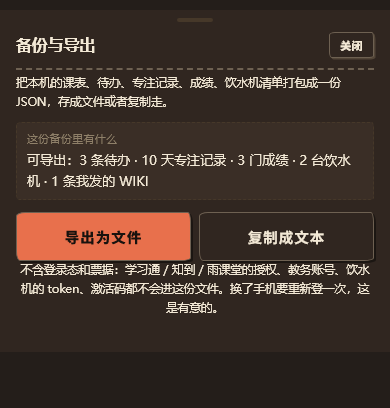 备份与导出
关闭
把本机的课表、待办、专注记录、成绩、饮水机清单打包成一份
JSON，存成文件或者复制走。
这份备份里有什么
可导出：3 条待办 · 10 天专注记录 · 3 门成绩 · 2 台饮水
机 · 1 条我发的 WIKI
导出为文件
复制成文本
不含登录态和票据：学习通 / 知到 / 雨课堂的授权、教务账号、饮水
机的 token、激活码都不会进这份文件。换了手机要重新登一次，这
是有意的。